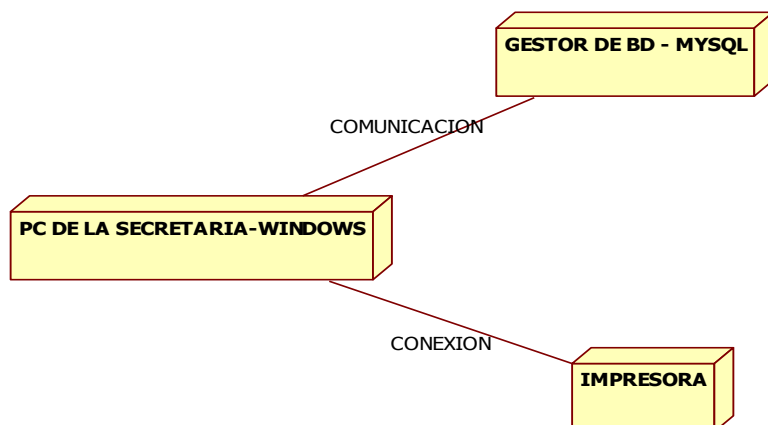 GESTOR DE BD - MYSQL
COMUNICACION
PC DE LA SECRETARIA-WINDOWS
CONEXION
IMPRESORA